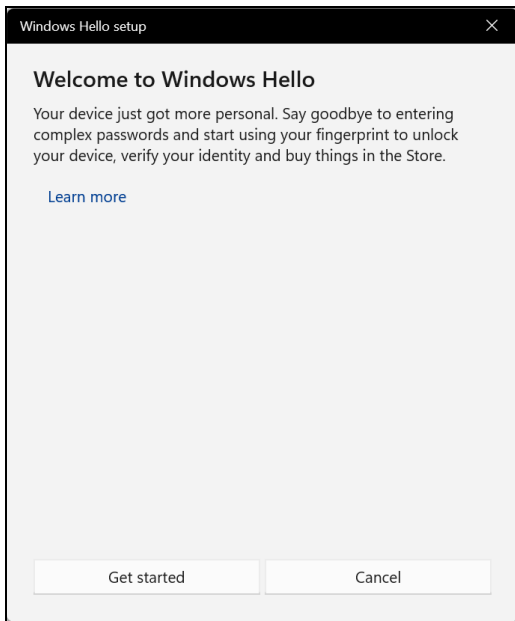 Windows Hello setup
Welcome to Windows Hello
Your device just got more personal. Say goodbye to entering
complex passwords and start using your fingerprint to unlock
your device, verify your identity and buy things in the Store.
Learn more
Get started
Cancel